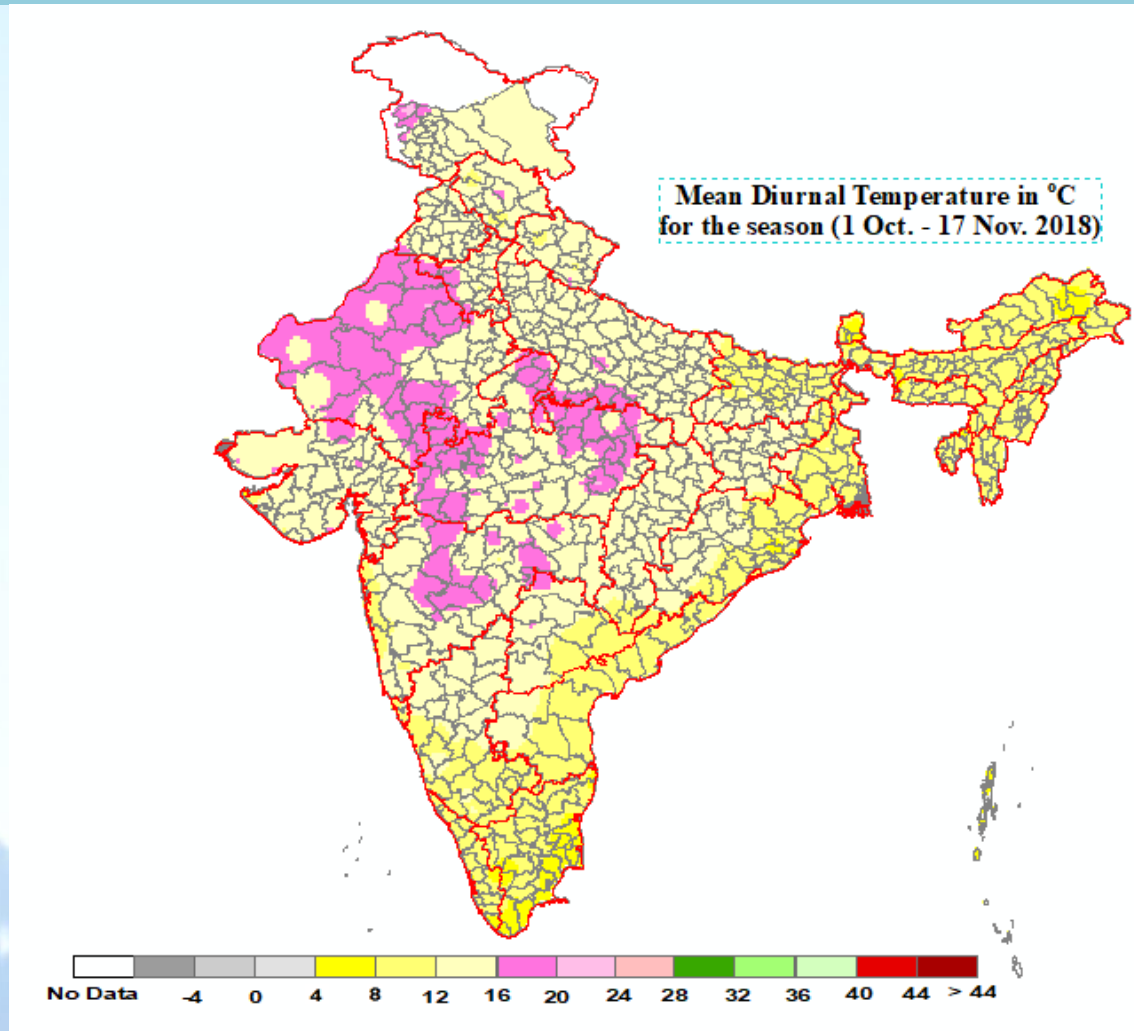 Mean Diurnal Temperature in °C
for the season (1 Oct. - 17 Nov. 2018)
No Data -4 0 4 8 12 16 20 24 28 32 36 40 44 > 44